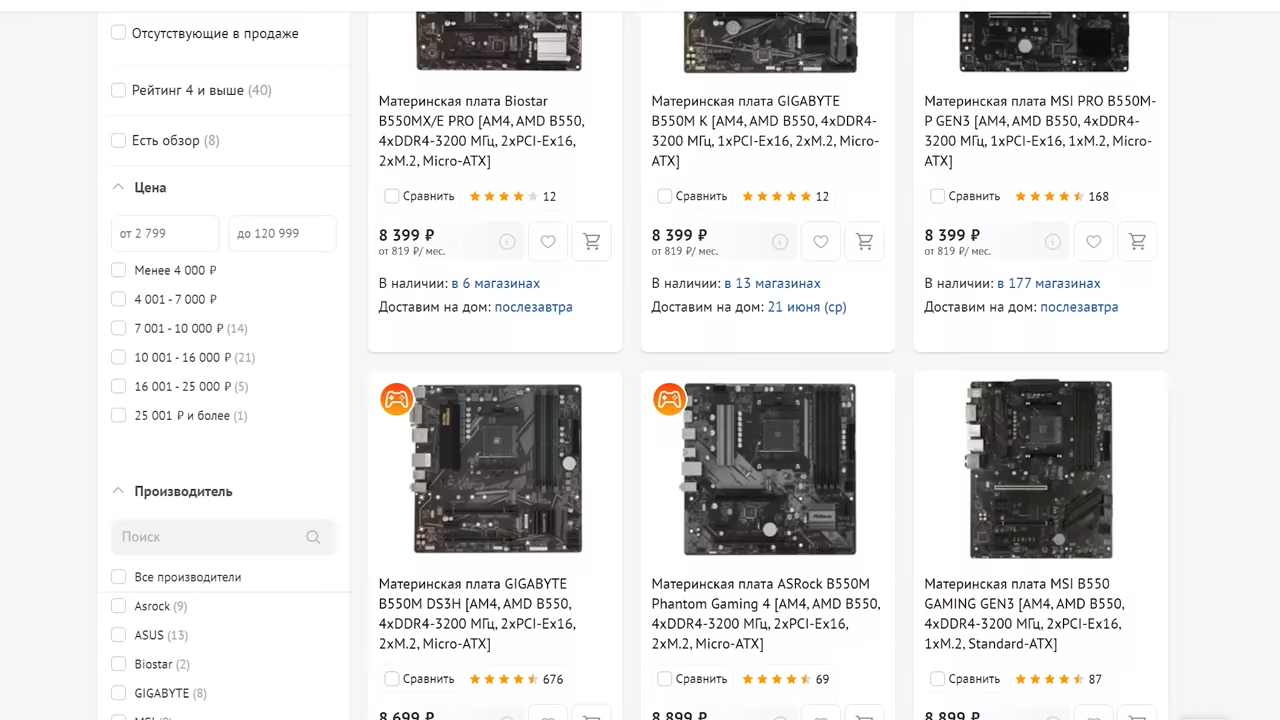 Отсутствующие в продаже
Рейтинг 4 и выше (40)
Есть обзор (8)
Цена
от 2 799
до 120 999
Менее 4 000 ₽
4 001 - 7 000 ₽
7 001 - 10 000 ₽ (14)
10 001 - 16 000 ₽ (21)
16 001 - 25 000 ₽ (5)
25 001 ₽ и более (1)
Производитель
Поиск
Все производители
Asrock (9)
ASUS (13)
Biostar (2)
GIGABYTE (8)
Материнская плата Biostar
B550MX/E PRO [AM4, AMD B550,
4xDDR4-3200 МГц, 2xPCI-Ex16,
2xM.2, Micro-ATX]
Сравнить
12
8 399 ₽
от 819 ₽/ мес.
В наличии: в 6 магазинах
Доставим на дом: послезавтра
Материнская плата GIGABYTE
B550M K [AM4, AMD B550, 4xDDR4-
3200 МГц, 1xPCI-Ex16, 2xM.2, Micro-
ATX]
Сравнить
12
8 399 ₽
от 819 ₽/ мес.
В наличии: в 13 магазинах
Доставим на дом: 21 июня (ср)
Материнская плата MSI PRO B550M-
P GEN3 [AM4, AMD B550, 4xDDR4-
3200 МГц, 1xPCI-Ex16, 1xM.2, Micro-
ATX]
Сравнить
168
8 399 ₽
от 819 ₽/ мес.
В наличии: в 177 магазинах
Доставим на дом: послезавтра
Материнская плата GIGABYTE
B550M DS3H [AM4, AMD B550,
4xDDR4-3200 МГц, 2xPCI-Ex16,
2xM.2, Micro-ATX]
Сравнить
676
8 699 ₽
Материнская плата ASRock B550M
Phantom Gaming 4 [AM4, AMD B550,
4xDDR4-3200 МГц, 2xPCI-Ex16,
2xM.2, Micro-ATX]
Сравнить
69
8 899 ₽
Материнская плата MSI B550
GAMING GEN3 [AM4, AMD B550,
4xDDR4-3200 МГц, 2xPCI-Ex16,
1xM.2, Standard-ATX]
Сравнить
87
8 899 ₽